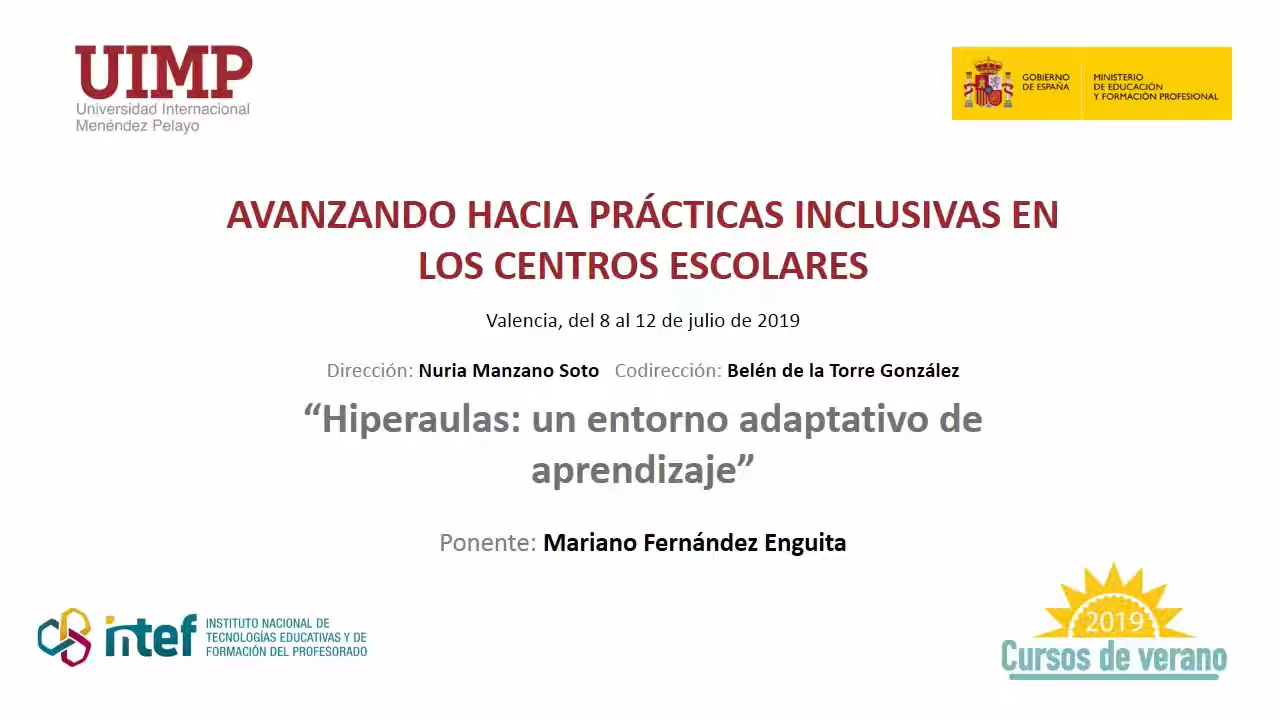 UIMP
Universidad Internacional
Menéndez Pelayo
GOBIERNO
DE ESPAÑA
MINISTERIO
DE EDUCACIÓN
Y FORMACIÓN PROFESIONAL
AVANZANDO HACIA PRÁCTICAS INCLUSIVAS EN
LOS CENTROS ESCOLARES
Valencia, del 8 al 12 de julio de 2019
Dirección: Nuria Manzano Soto Codirección: Belén de la Torre González
“Hiperaulas: un entorno adaptativo de
aprendizaje”
Ponente: Mariano Fernández Enguita
intef
INSTITUTO NACIONAL DE
TECNOLOGÍAS EDUCATIVAS Y DE
FORMACIÓN DEL PROFESORADO
2019
Cursos de verano